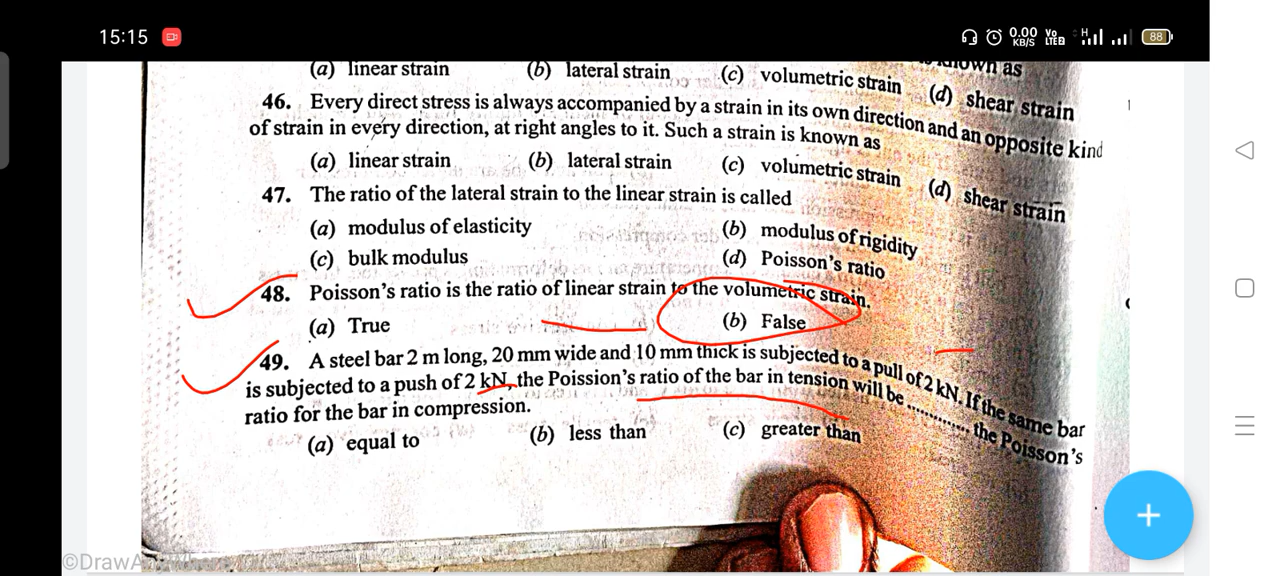 15:15
0.00 KB/S
Vo LTE2
H
88
known as
(a) linear strain (b) lateral strain (c) volumetric strain (d) shear strain
46. Every direct stress is always accompanied by a strain in its own direction and an opposite kind
of strain in every direction, at right angles to it. Such a strain is known as
(a) linear strain (b) lateral strain (c) volumetric strain (d) shear strain
47. The ratio of the lateral strain to the linear strain is called
(a) modulus of elasticity (b) modulus of rigidity
(c) bulk modulus (d) Poisson's ratio
48. Poisson's ratio is the ratio of linear strain to the volumetric strain.
(a) True (b) False
49. A steel bar 2 m long, 20 mm wide and 10 mm thick is subjected to a pull of 2 kN. If the same bar
is subjected to a push of 2 kN, the Poission's ratio of the bar in tension will be ............. the Poisson's
ratio for the bar in compression.
(a) equal to (b) less than (c) greater than